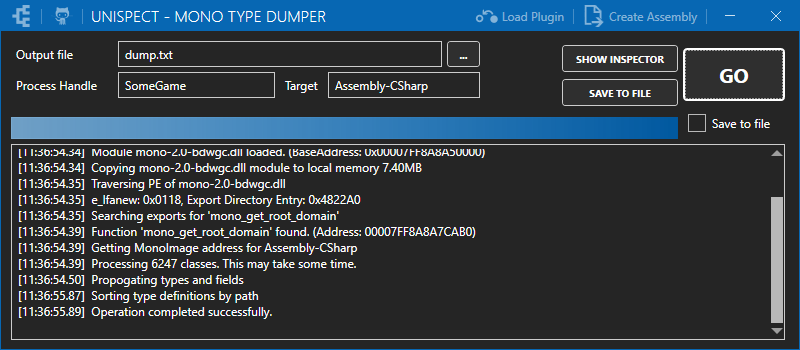 UNISPECT - MONO TYPE DUMPER
Load Plugin
Create Assembly
Output file
dump.txt
...
SHOW INSPECTOR
GO
Process Handle
SomeGame
Target
Assembly-CSharp
SAVE TO FILE
Save to file
[11:36:54.34] Module mono-2.0-bdwgc.dll loaded. (BaseAddress: 0x00007FF8A8A50000)
[11:36:54.34] Copying mono-2.0-bdwgc.dll module to local memory 7.40MB
[11:36:54.35] Traversing PE of mono-2.0-bdwgc.dll
[11:36:54.35] e_lfanew: 0x0118, Export Directory Entry: 0x4822A0
[11:36:54.35] Searching exports for 'mono_get_root_domain'
[11:36:54.39] Function 'mono_get_root_domain' found. (Address: 00007FF8A8A7CAB0)
[11:36:54.39] Getting MonoImage address for Assembly-CSharp
[11:36:54.39] Processing 6247 classes. This may take some time.
[11:36:54.50] Propogating types and fields
[11:36:55.87] Sorting type definitions by path
[11:36:55.89] Operation completed successfully.